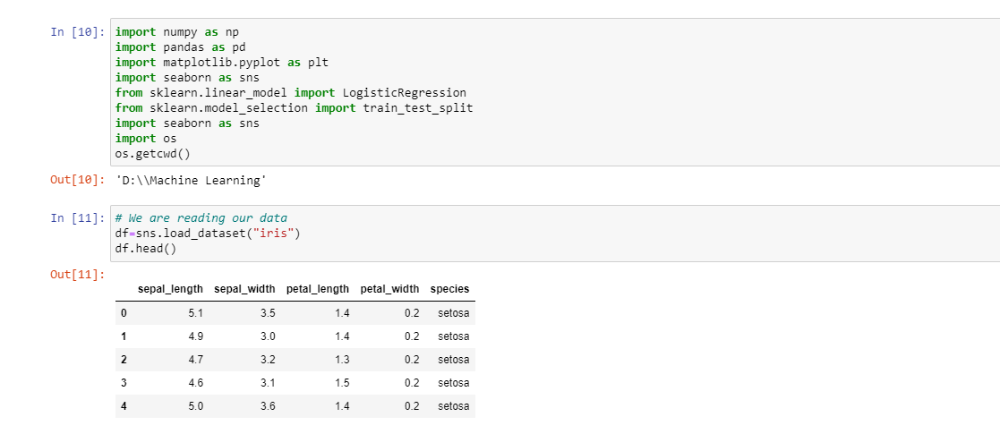 In [10]: import numpy as np
import pandas as pd
import matplotlib.pyplot as plt
import seaborn as sns
from sklearn.linear_model import LogisticRegression
from sklearn.model_selection import train_test_split
import seaborn as sns
import os
os.getcwd()
Out[10]: 'D:\\Machine Learning'
In [11]: # We are reading our data
df=sns.load_dataset("iris")
df.head()
Out[11]:
sepal_length sepal_width petal_length petal_width species
0 5.1 3.5 1.4 0.2 setosa
1 4.9 3.0 1.4 0.2 setosa
2 4.7 3.2 1.3 0.2 setosa
3 4.6 3.1 1.5 0.2 setosa
4 5.0 3.6 1.4 0.2 setosa